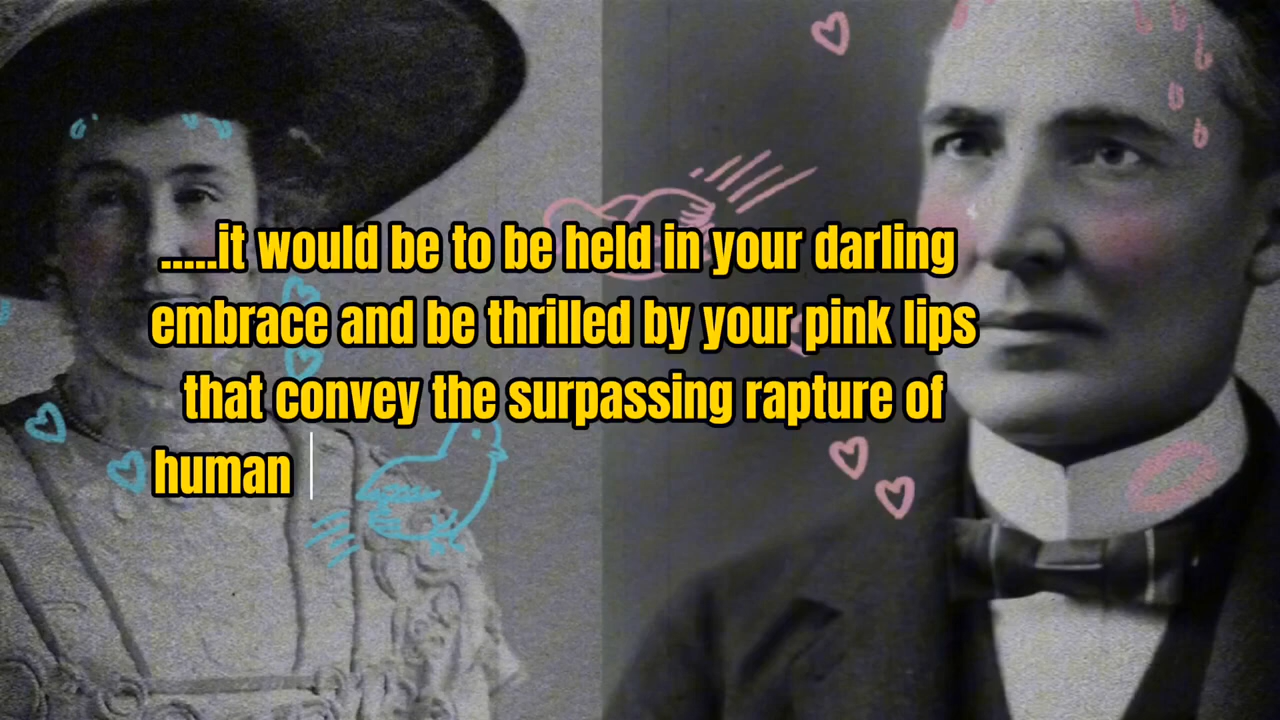 .....it would be to be held in your darling
embrace and be thrilled by your pink lips
that convey the surpassing rapture of
human